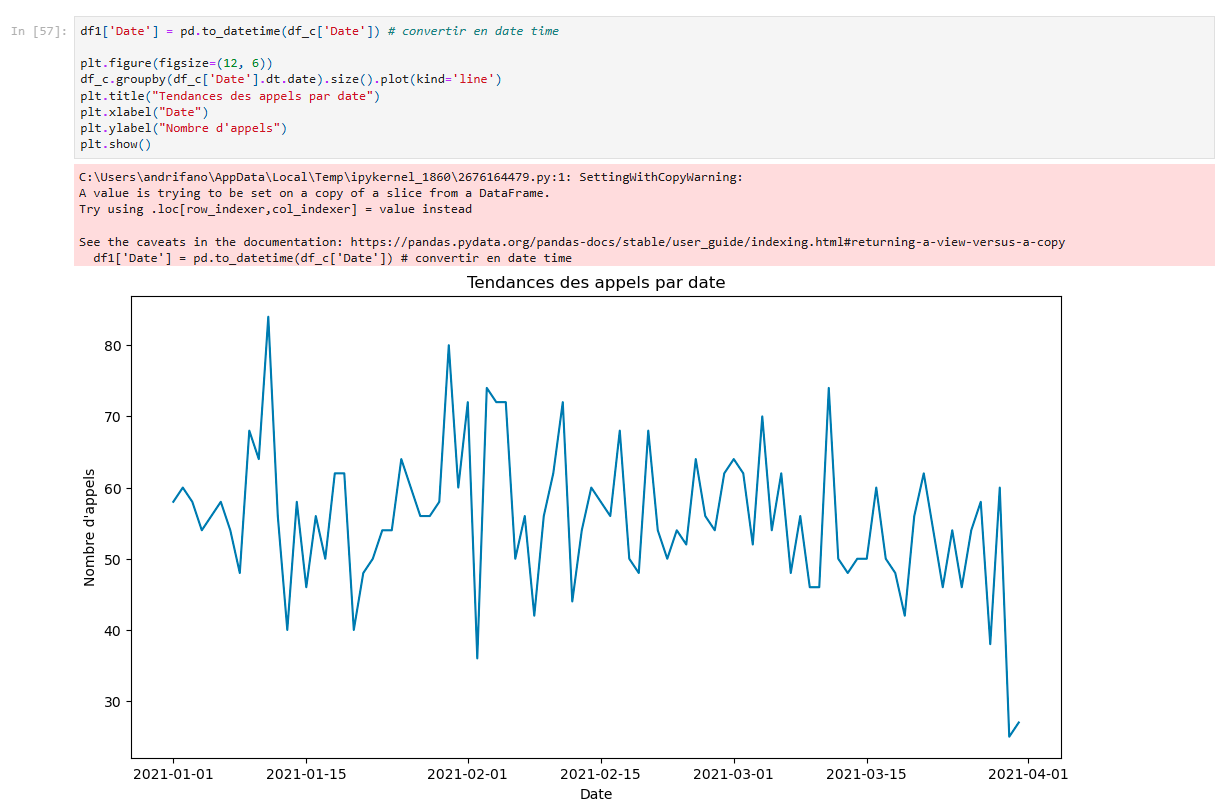 In [57]:
df1['Date'] = pd.to_datetime(df_c['Date']) # convertir en date time
plt.figure(figsize=(12, 6))
df_c.groupby(df_c['Date'].dt.date).size().plot(kind='line')
plt.title("Tendances des appels par date")
plt.xlabel("Date")
plt.ylabel("Nombre d'appels")
plt.show()
C:\Users\andrifano\AppData\Local\Temp\ipykernel_1860\2676164479.py:1: SettingWithCopyWarning:
A value is trying to be set on a copy of a slice from a DataFrame.
Try using .loc[row_indexer,col_indexer] = value instead
See the caveats in the documentation: https://pandas.pydata.org/pandas-docs/stable/user_guide/indexing.html#returning-a-view-versus-a-copy
  df1['Date'] = pd.to_datetime(df_c['Date']) # convertir en date time
Tendances des appels par date
Nombre d'appels
80
70
60
50
40
30
2021-01-01 2021-01-15 2021-02-01 2021-02-15 2021-03-01 2021-03-15 2021-04-01
Date